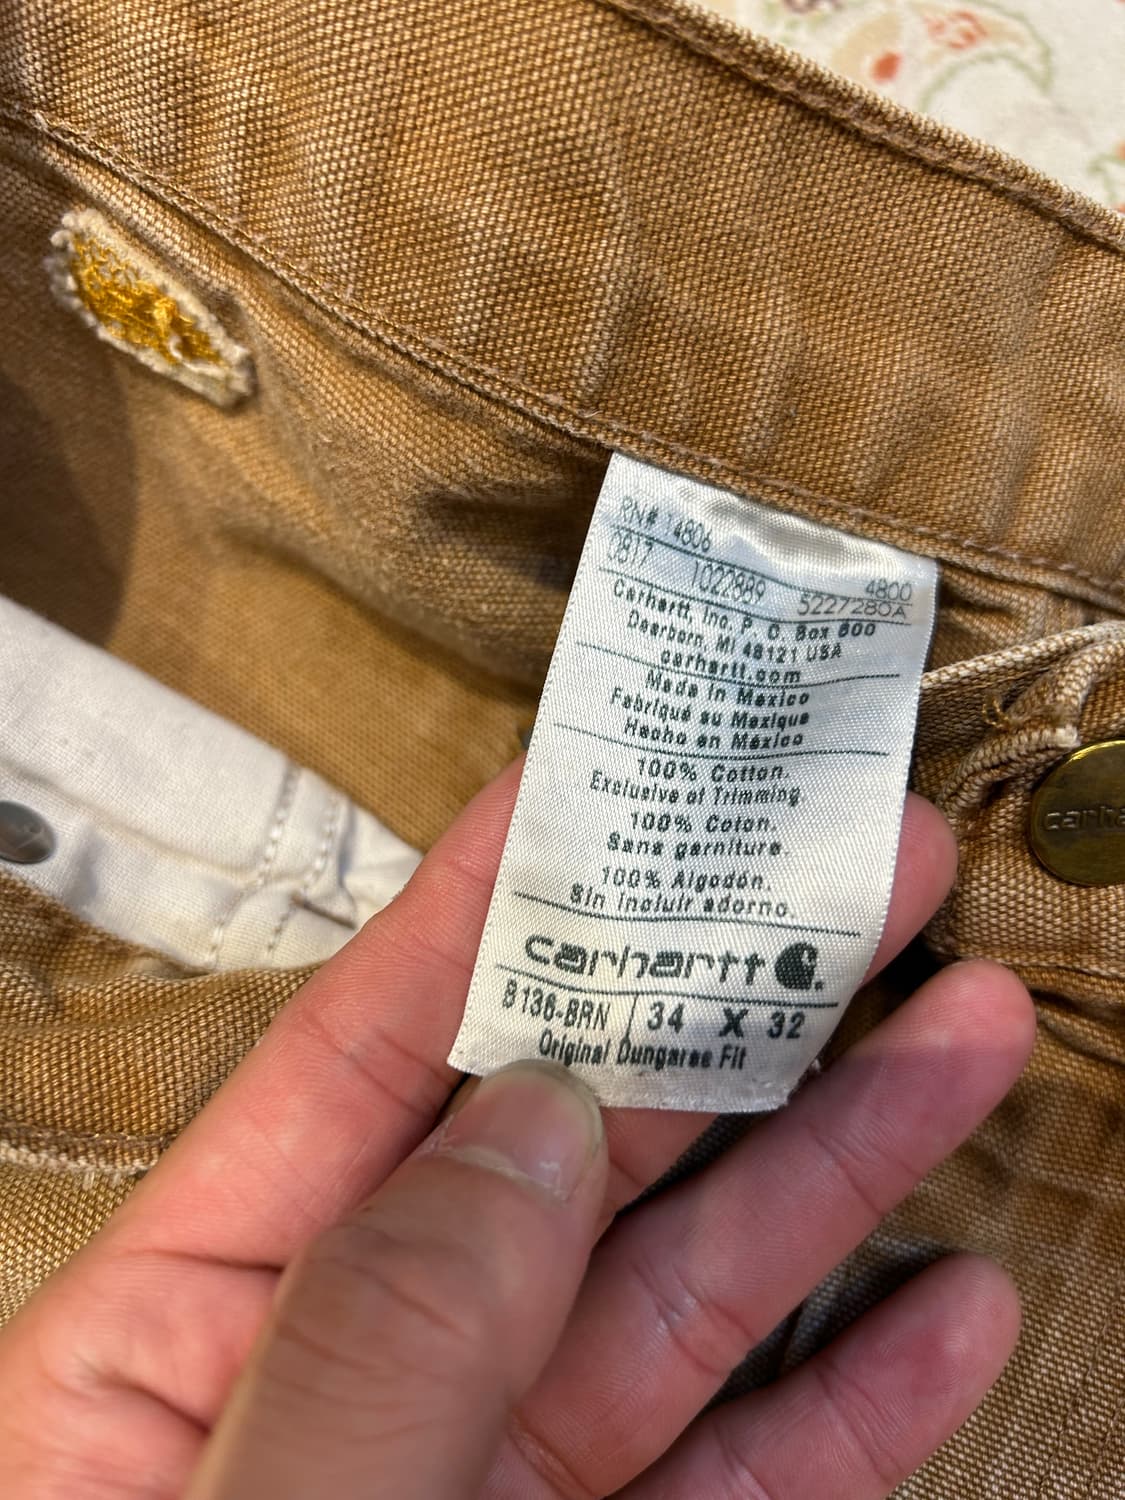 RN# 14806
3817 1022889 4800
5227280A
Carhartt, Inc. P. O. Box 600
Dearborn, MI 48121 USA
carhartt.com
Made in Mexico
Fabriqué au Mexique
Hecho en México
100% Cotton.
Exclusive of Trimming.
100% Coton.
Sans garniture.
100% Algodón.
Sin incluir adorno.
carhartt
B136-BRN 34 X 32
Original Dungaree Fit
carha